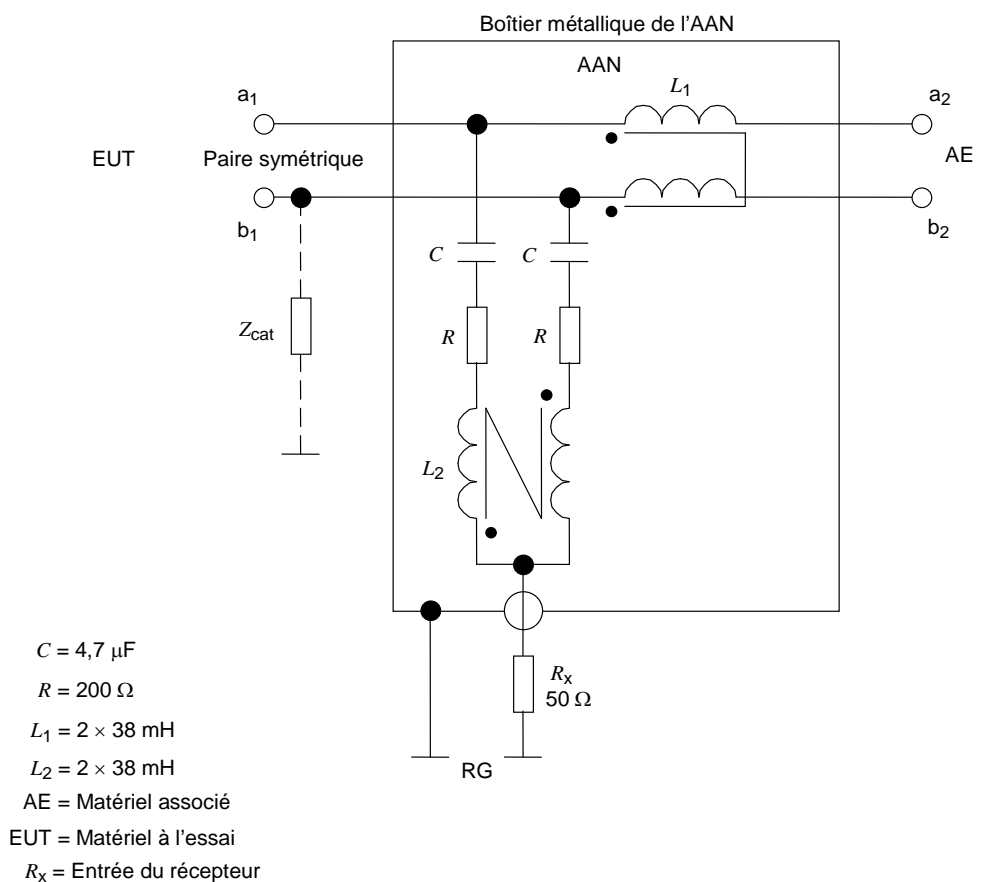 Boîtier métallique de l'AAN
AAN
L1
a1
a2
EUT
Paire symétrique
AE
b1
b2
C
C
Zcat
R
R
L2
Rx
50 Ω
RG
C = 4,7 μF
R = 200 Ω
L1 = 2 × 38 mH
L2 = 2 × 38 mH
AE = Matériel associé
EUT = Matériel à l'essai
Rx = Entrée du récepteur